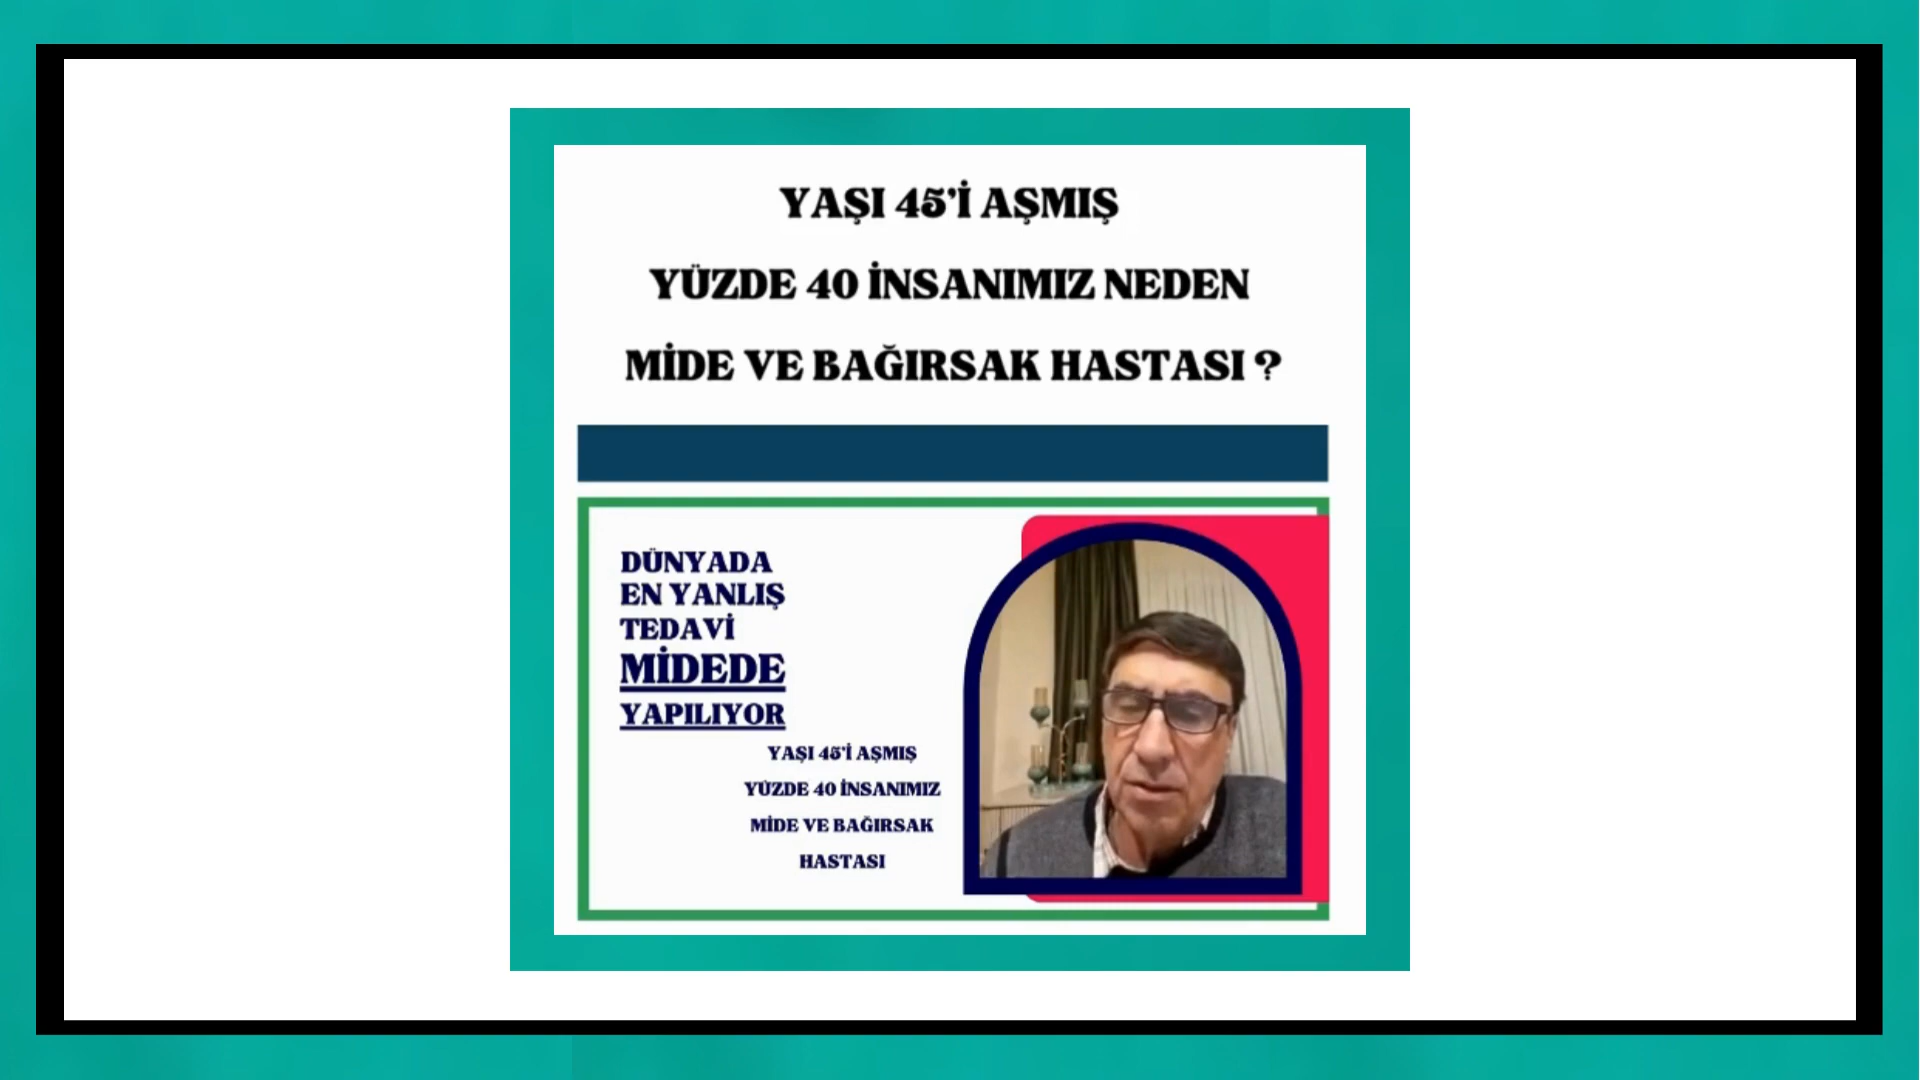 YAŞI 45'İ AŞMIŞ
YÜZDE 40 İNSANIMIZ NEDEN
MİDE VE BAĞIRSAK HASTASI ?
DÜNYADA
EN YANLIŞ
TEDAVİ
MİDEDE
YAPILIYOR
YAŞI 45'İ AŞMIŞ
YÜZDE 40 İNSANIMIZ
MİDE VE BAĞIRSAK
HASTASI